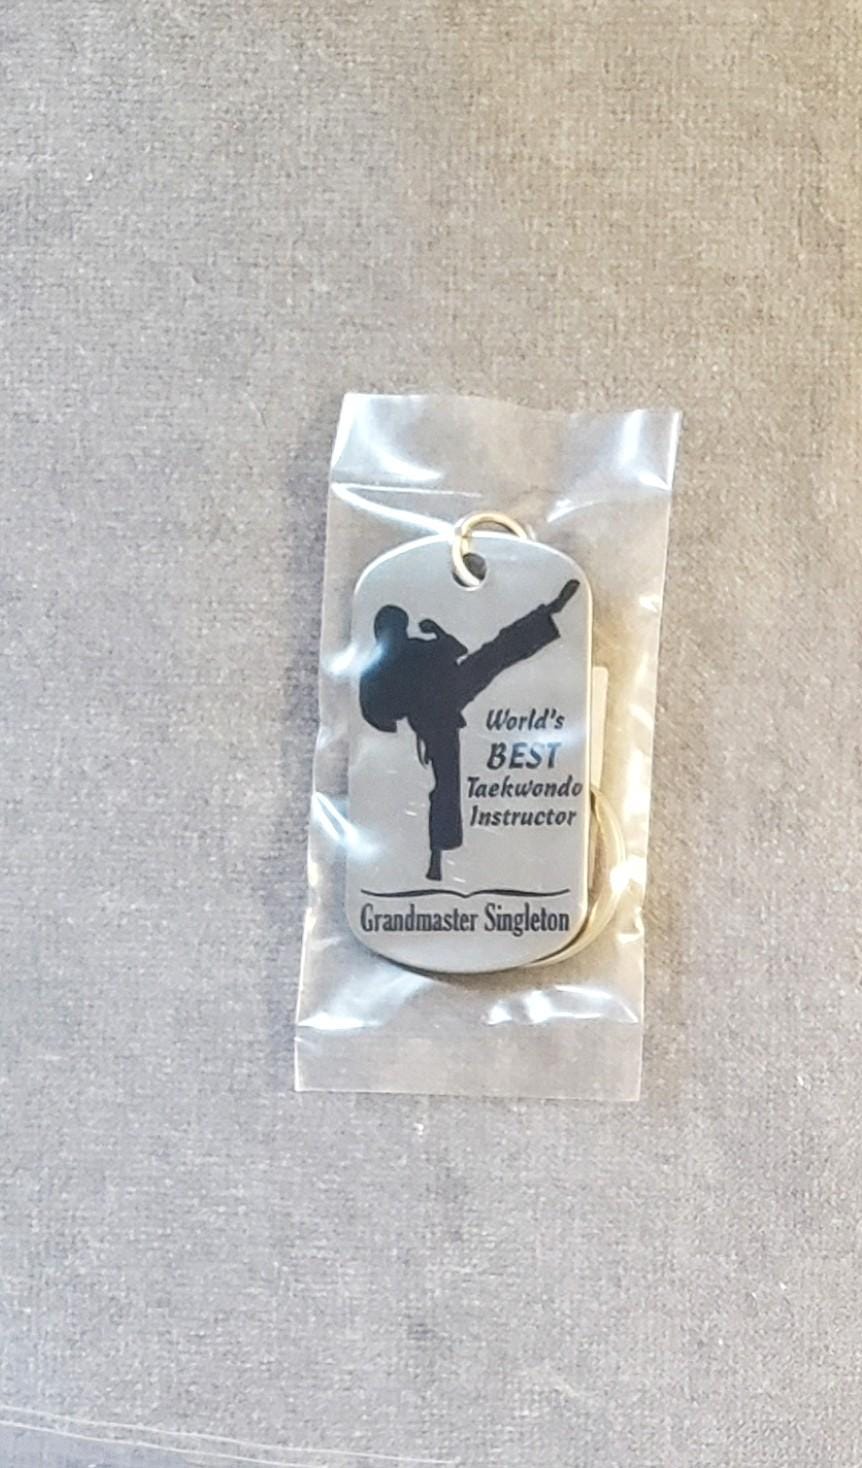 World's
BEST
Taekwondo
Instructor
Grandmaster Singleton